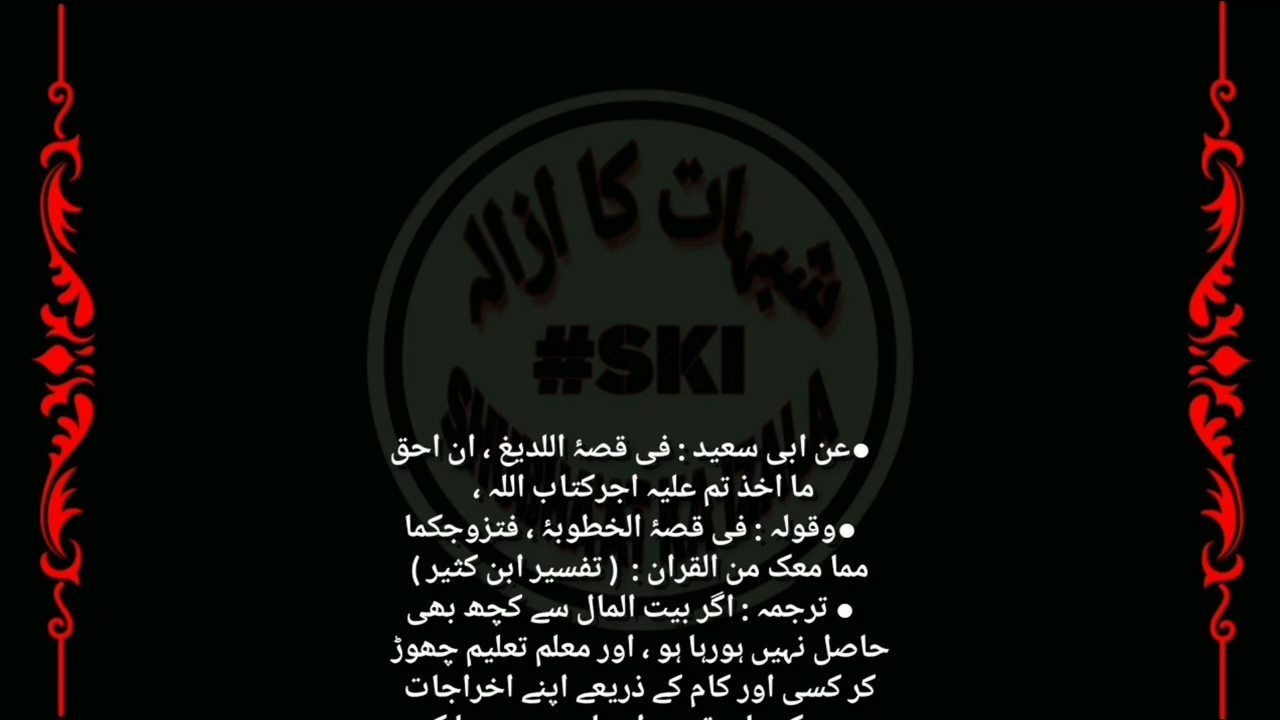 شبہات کا ازالہ
#SKI
●عن ابی سعید : فی قصۂ اللدیغ ، ان احق
ما اخذ تم علیہ اجرکتاب اللہ ،
●وقولہ : فی قصۂ الخطوبۂ ، فتزوجکما
مما معک من القران : ( تفسیر ابن کثیر )
● ترجمہ : اگر بیت المال سے کچھ بھی
حاصل نہیں ہورہا ہو ، اور معلم تعلیم چھوڑ
کر کسی اور کام کے ذریعے اپنے اخراجات